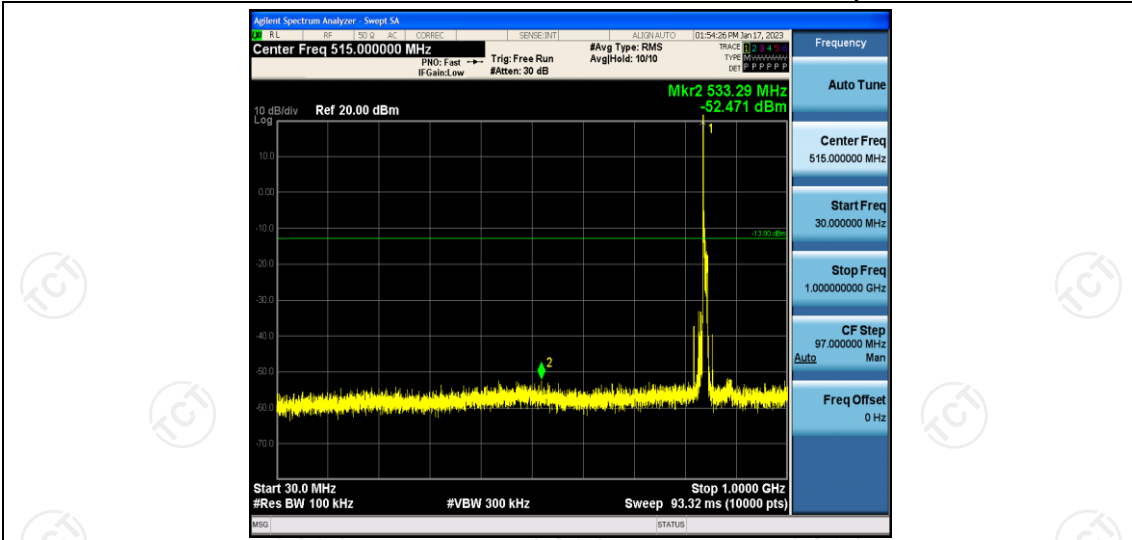 Agilent Spectrum Analyzer - Swept SA
RL RF 50 Ω AC CORREC SENSE:INT ALIGN AUTO 01:54:26 PM Jan 17, 2023
Center Freq 515.000000 MHz
PNO: Fast
IFGain:Low
Trig: Free Run
#Atten: 30 dB
#Avg Type: RMS
Avg|Hold: 10/10
TRACE 1 2 3 4 5 6
TYPE M
DET P P P P P P
Mkr2 533.29 MHz
-52.471 dBm
10 dB/div Ref 20.00 dBm
Log
1
10.0
0.00
-10.0
-13.00 dBm
-20.0
-30.0
-40.0
2
-50.0
-60.0
-70.0
Start 30.0 MHz Stop 1.0000 GHz
#Res BW 100 kHz #VBW 300 kHz Sweep 93.32 ms (10000 pts)
MSG STATUS
Frequency
Auto Tune
Center Freq
515.000000 MHz
Start Freq
30.000000 MHz
Stop Freq
1.000000000 GHz
CF Step
97.000000 MHz
Auto Man
Freq Offset
0 Hz
TCT
TCT
TCT
TCT
TCT
TCT